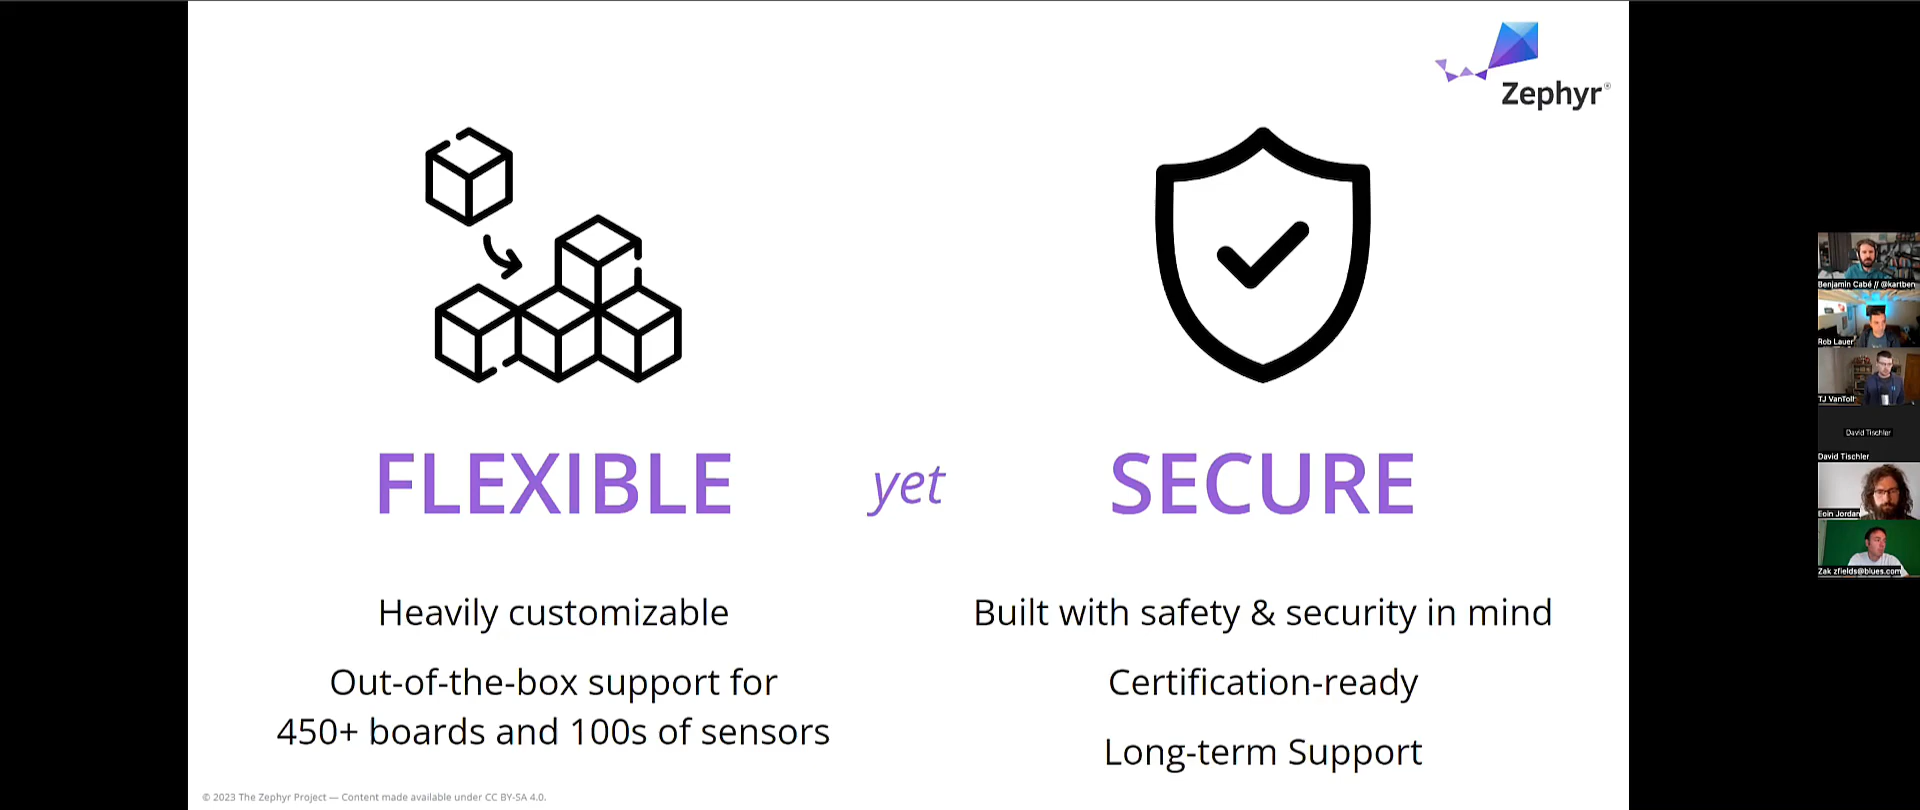 Zephyr®
FLEXIBLE yet SECURE
Heavily customizable
Out-of-the-box support for
450+ boards and 100s of sensors
Built with safety & security in mind
Certification-ready
Long-term Support
© 2023 The Zephyr Project — Content made available under CC BY-SA 4.0.
Benjamin Cabé // @kartben
Rob Lauer
TJ VanToll
David Tischler
David Tischler
Eoin Jordan
Zak zfields@blues.com